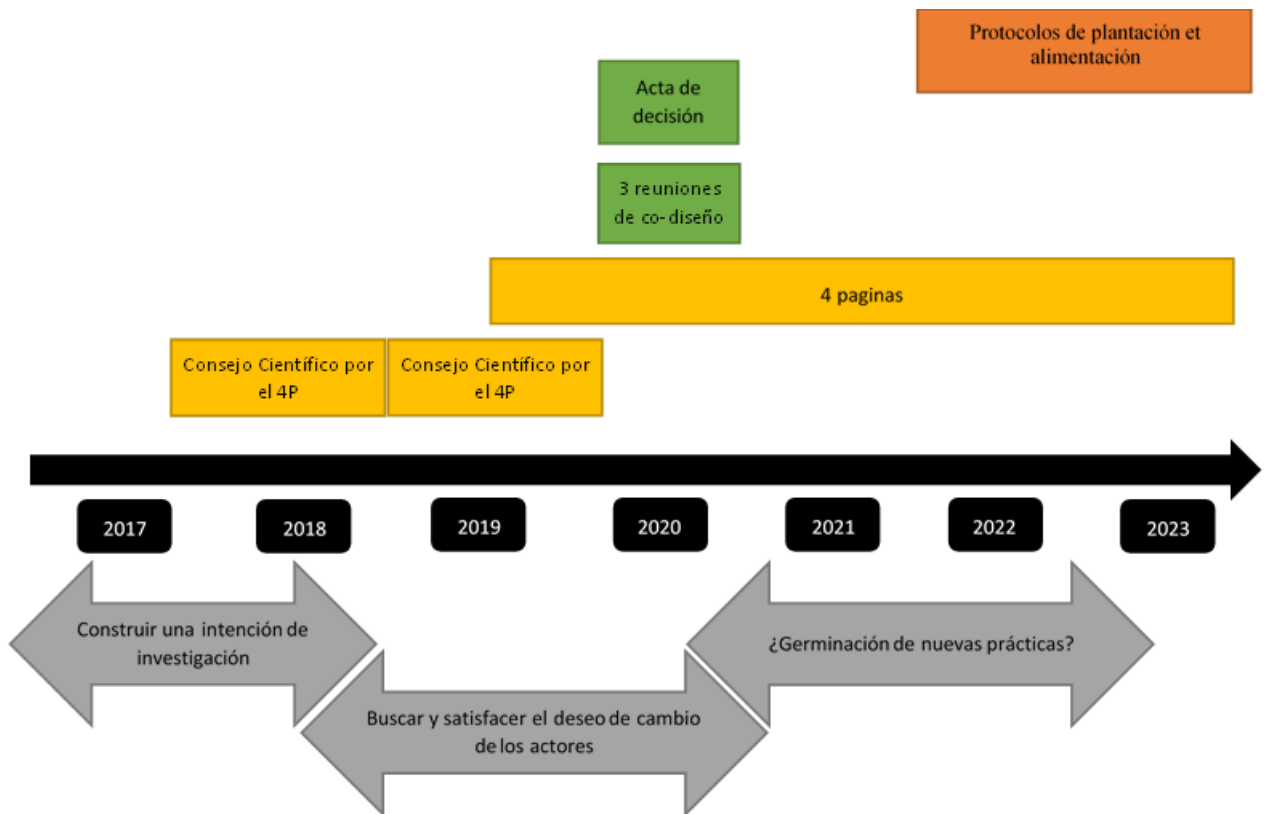 Protocolos de plantación et
alimentación
Acta de
decisión
3 reuniones
de co-diseño
4 paginas
Consejo Científico por
el 4P
Consejo Científico por
el 4P
2017
2018
2019
2020
2021
2022
2023
Construir una intención de
investigación
¿Germinación de nuevas prácticas?
Buscar y satisfacer el deseo de cambio
de los actores